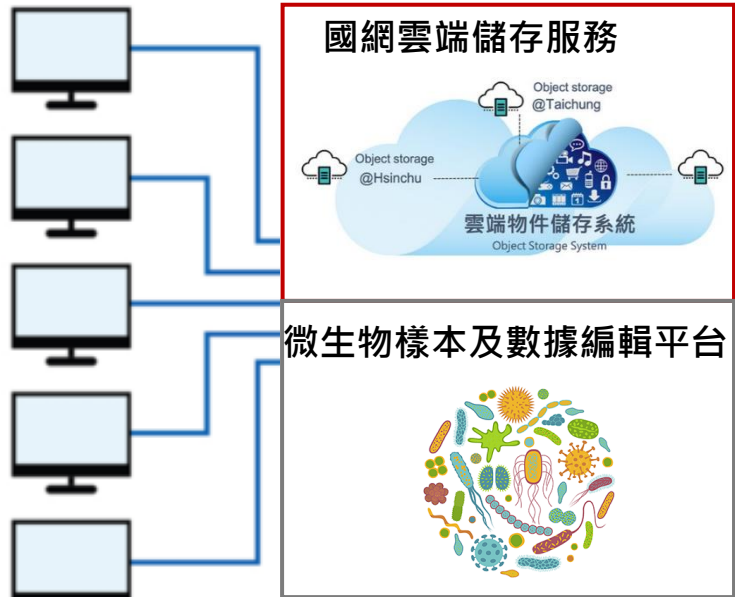 國網雲端儲存服務
Object storage
@Taichung
Object storage
@Hsinchu
雲端物件儲存系統
Object Storage System
微生物樣本及數據編輯平台